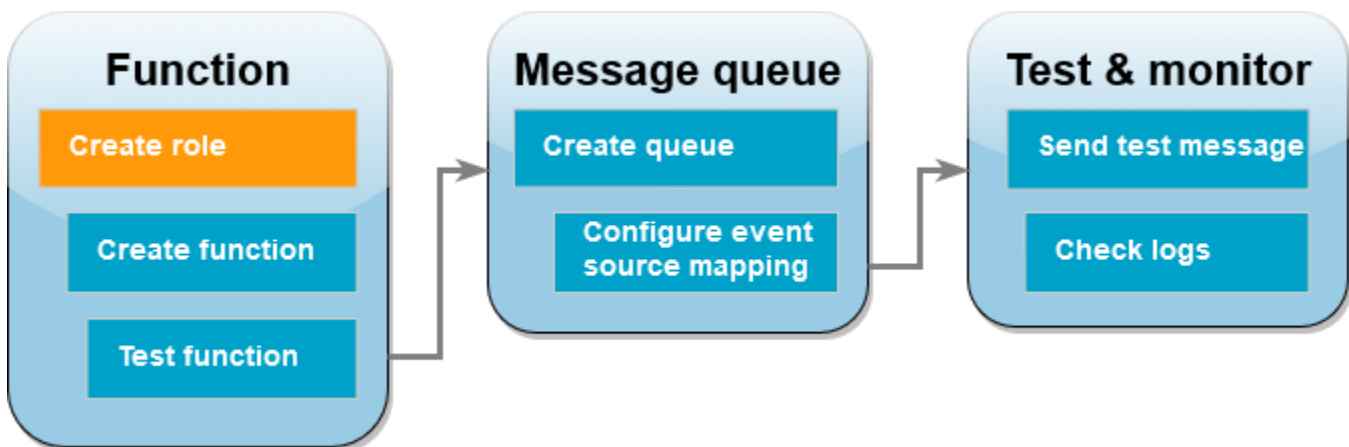 Function
Create role
Create function
Test function
Message queue
Create queue
Configure event
source mapping
Test & monitor
Send test message
Check logs